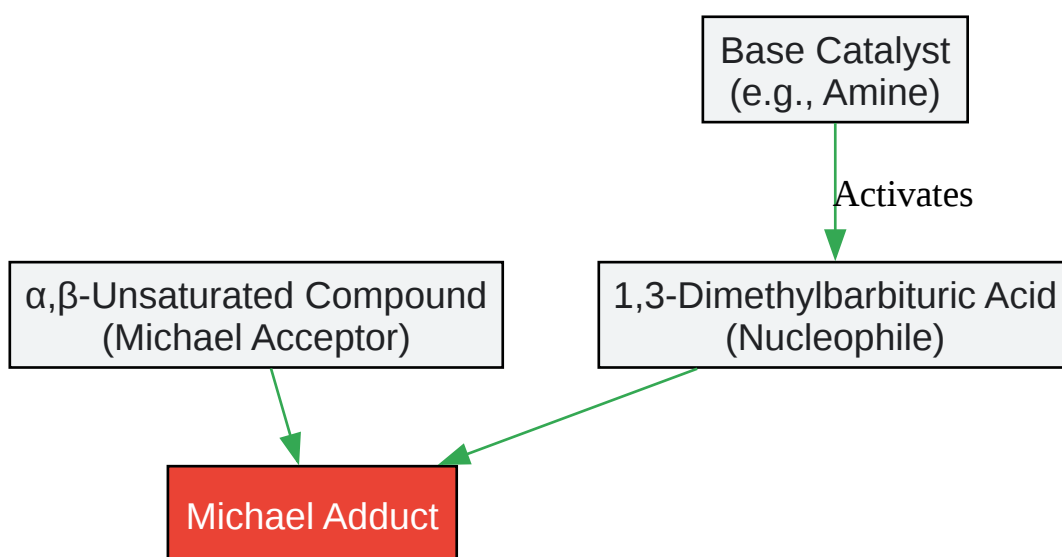 Base Catalyst
(e.g., Amine)
Activates
α,β-Unsaturated Compound
(Michael Acceptor)
1,3-Dimethylbarbituric Acid
(Nucleophile)
Michael Adduct